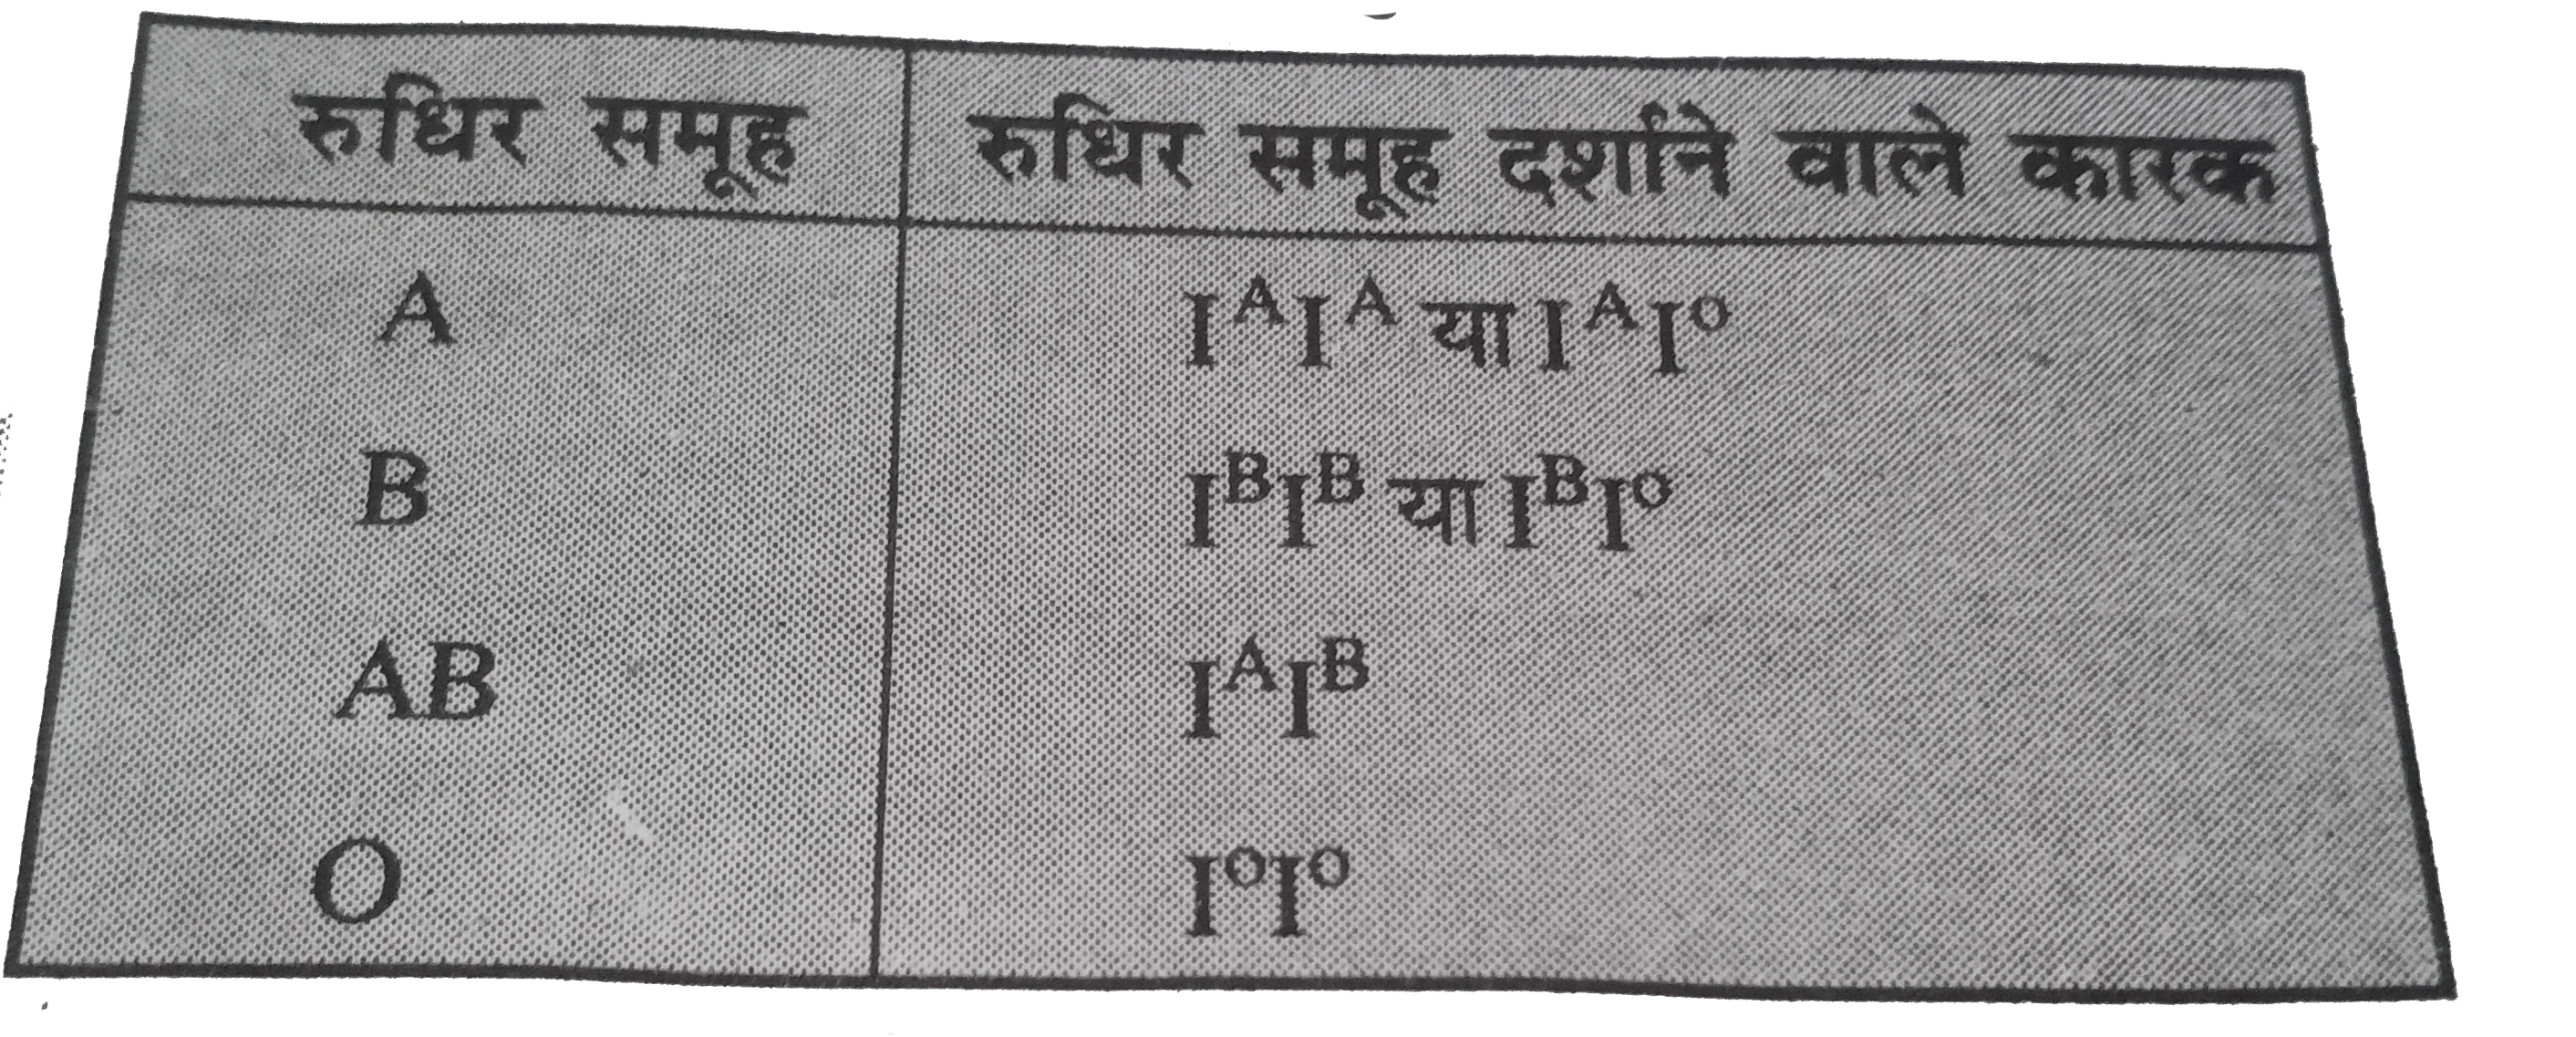 रुधिर समूह रुधिर समूह दर्शाने वाले कारक
A IᴬIᴬ या IᴬIᴼ
B IᴮIᴮ या IᴮIᴼ
AB IᴬIᴮ
O IᴼIᴼ